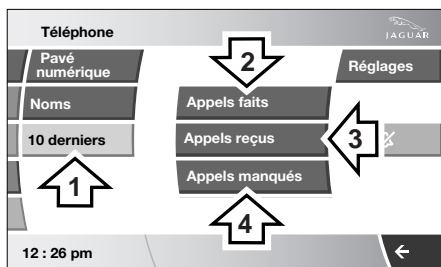 Téléphone
JAGUAR
Pavé
numérique
2
Réglages
Noms
Appels faits
10 derniers
Appels reçus
3
1
Appels manqués
4
12 : 26 pm